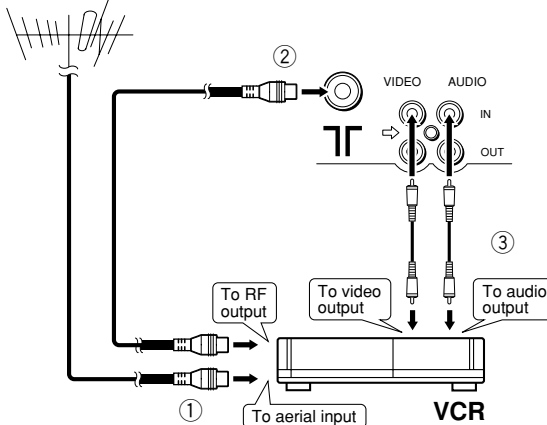 ②
VIDEO AUDIO
IN
OUT
③
To RF
output
To video
output
To audio
output
①
To aerial input
VCR